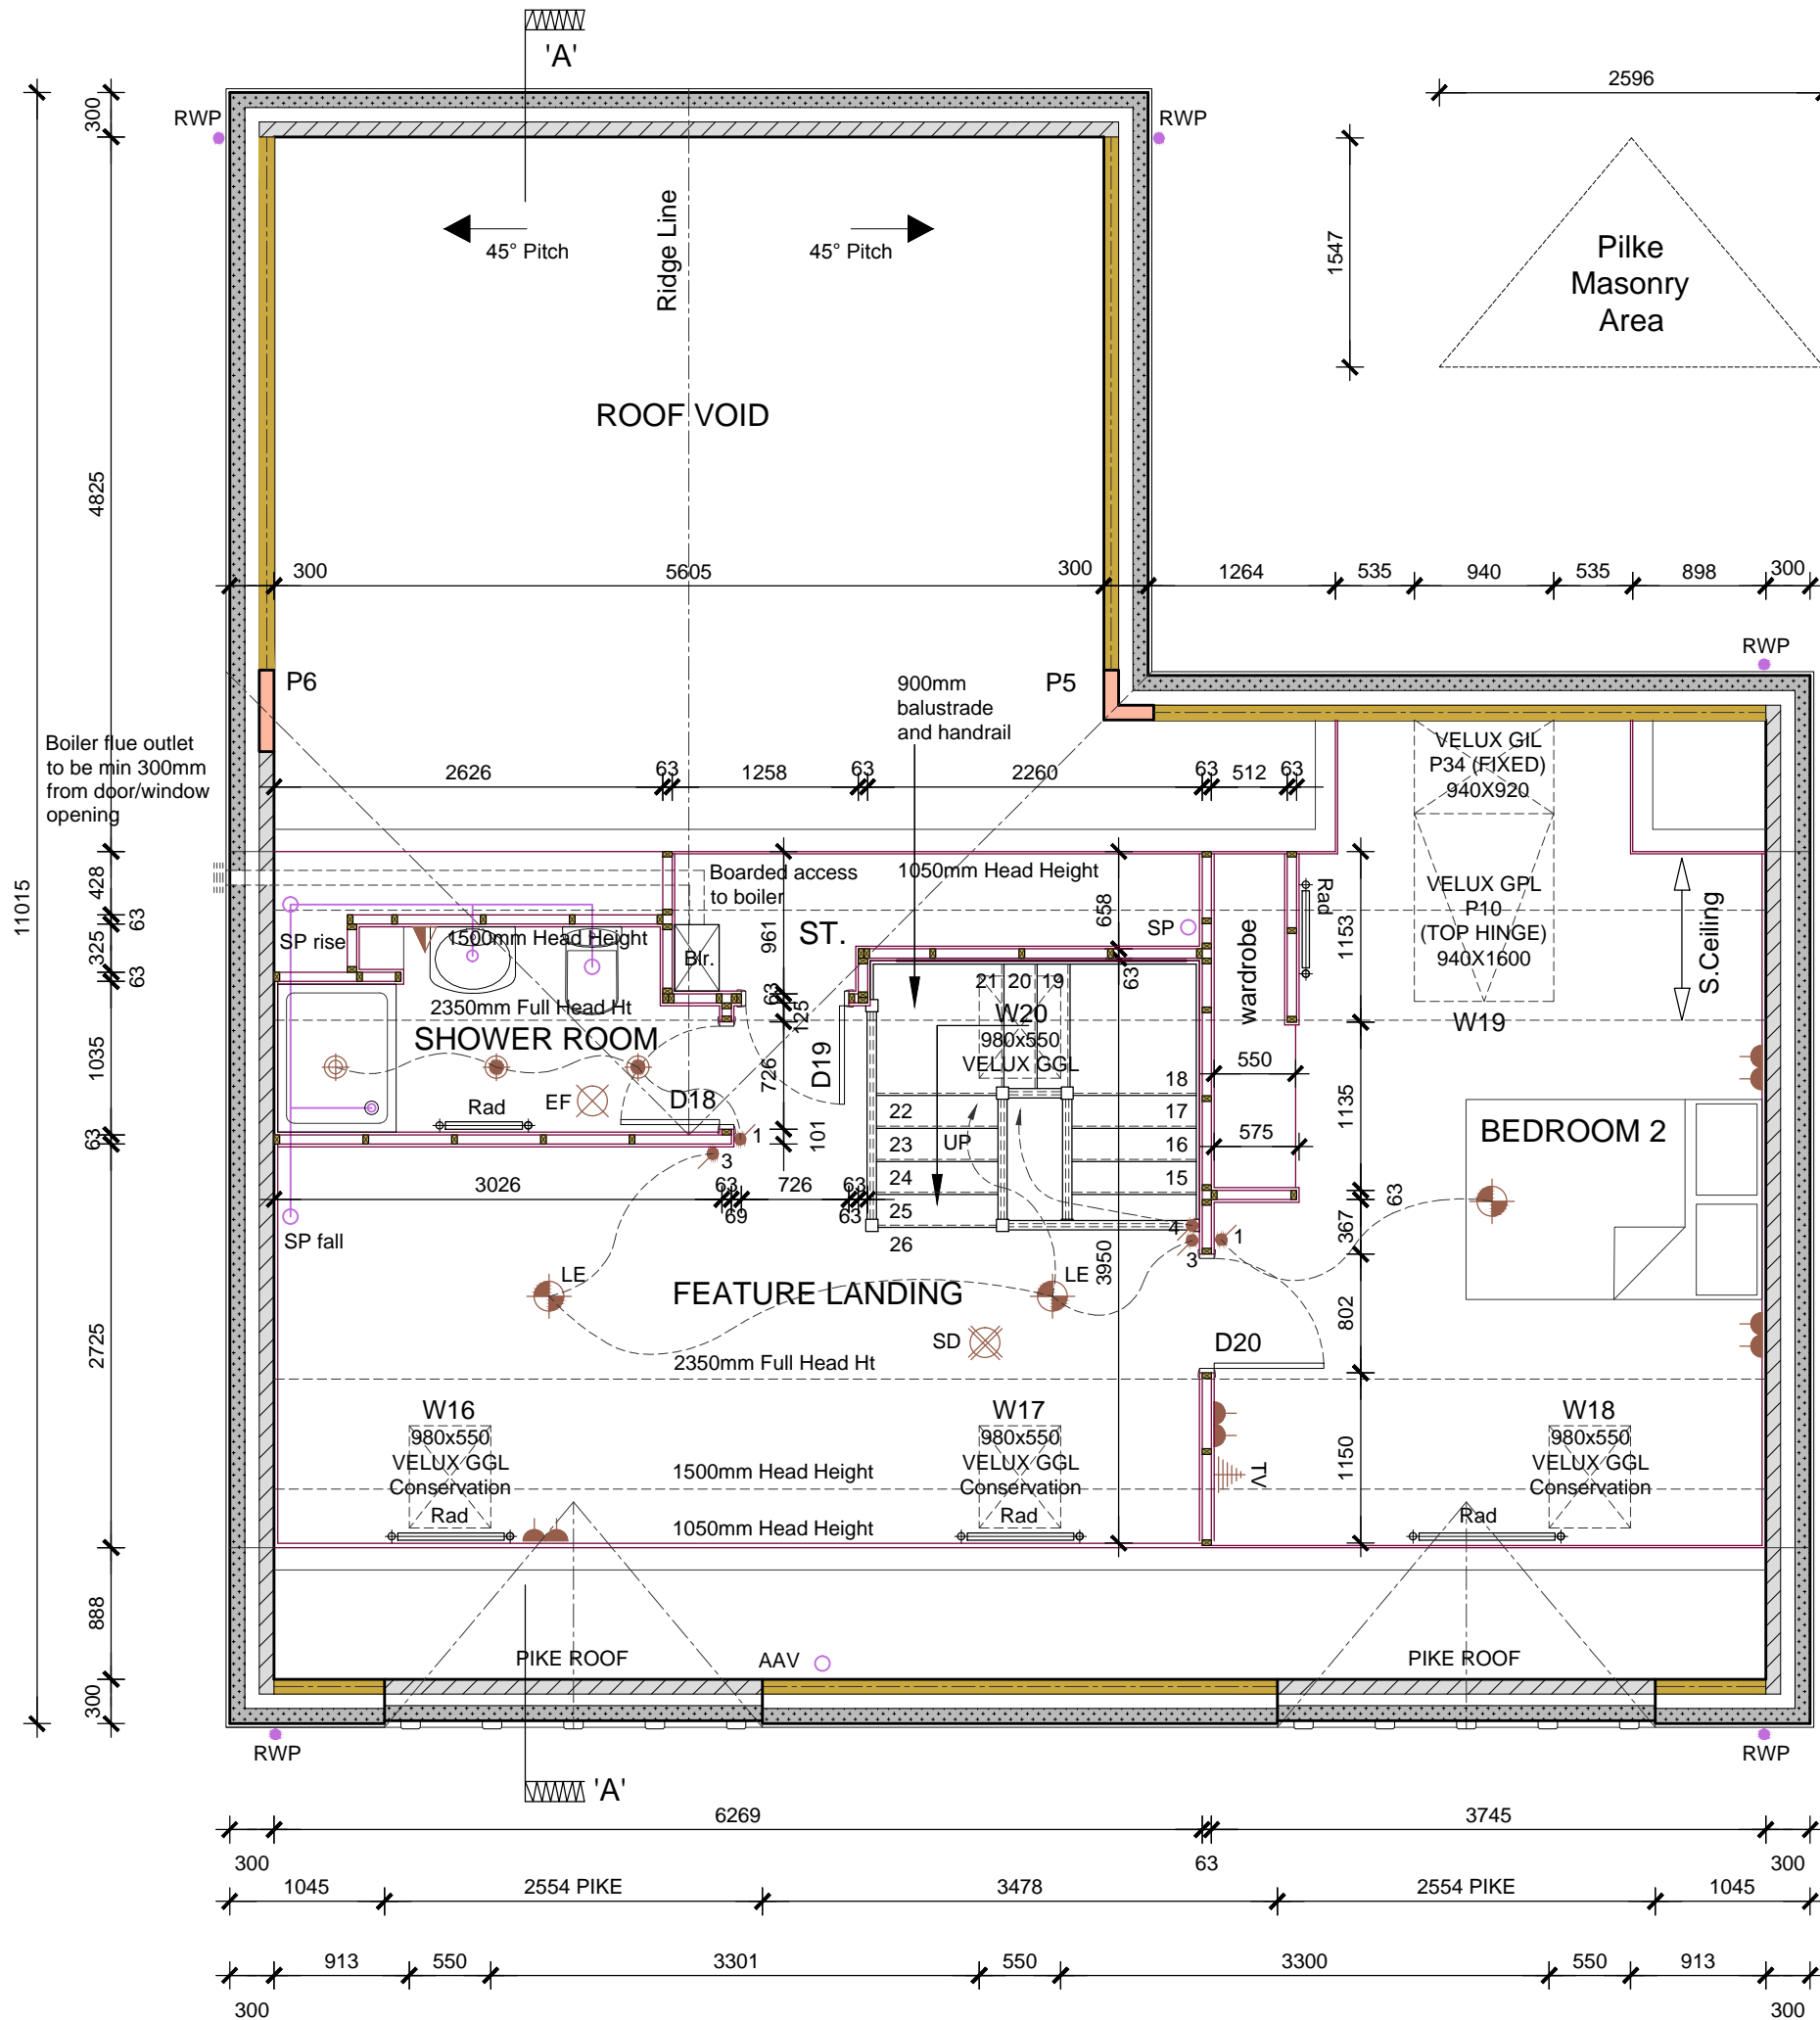 'A'
2596
RWP
RWP
300
Ridge Line
45° Pitch
45° Pitch
1547
Pilke
Masonry
Area
ROOF VOID
4825
300
5605
300
1264
535
940
535
898
300
RWP
P6
P5
900mm
balustrade
and handrail
Boiler flue outlet
to be min 300mm
from door/window
opening
2626
63
1258
63
2260
63
512
63
VELUX GIL
P34 (FIXED)
940X920
11015
428
63
325
63
1035
63
Boarded access
to boiler
1050mm Head Height
658
SP
wardrobe
Rad
1153
VELUX GPL
P10
(TOP HINGE)
940X1600
W19
S.Ceiling
SP rise
1500mm Head Height
Blr.
961
ST.
63
125
63
21
20
19
W20
980x550
VELUX GGL
2350mm Full Head Ht
SHOWER ROOM
EF
Rad
D18
726
D19
550
1135
18
22
17
23
UP
16
24
15
25
26
575
BEDROOM 2
1
101
3
3026
63
69
726
63
63
63
367
SP fall
4
3
1
3950
LE
FEATURE LANDING
LE
802
2725
SD
D20
2350mm Full Head Ht
W16
980x550
VELUX GGL
Conservation
Rad
W17
980x550
VELUX GGL
Conservation
Rad
W18
980x550
VELUX GGL
Conservation
Rad
1500mm Head Height
TV
1150
1050mm Head Height
888
PIKE ROOF
AAV
PIKE ROOF
300
RWP
RWP
'A'
6269
3745
300
63
300
1045
2554 PIKE
3478
2554 PIKE
1045
913
550
3301
550
3300
550
913
300
300